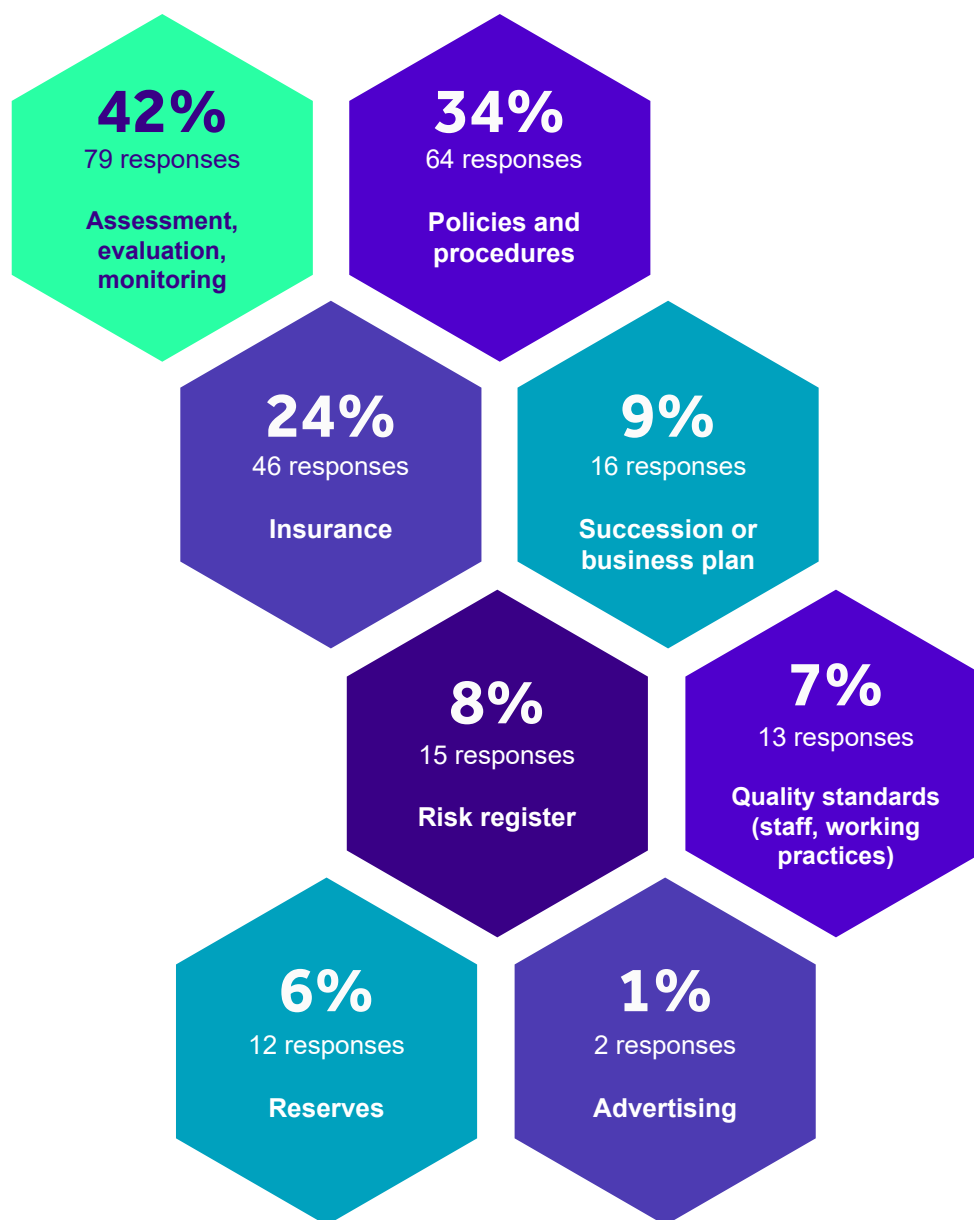 42%
79 responses
Assessment,
evaluation,
monitoring
34%
64 responses
Policies and
procedures
24%
46 responses
Insurance
9%
16 responses
Succession or
business plan
8%
15 responses
Risk register
7%
13 responses
Quality standards
(staff, working
practices)
6%
12 responses
Reserves
1%
2 responses
Advertising